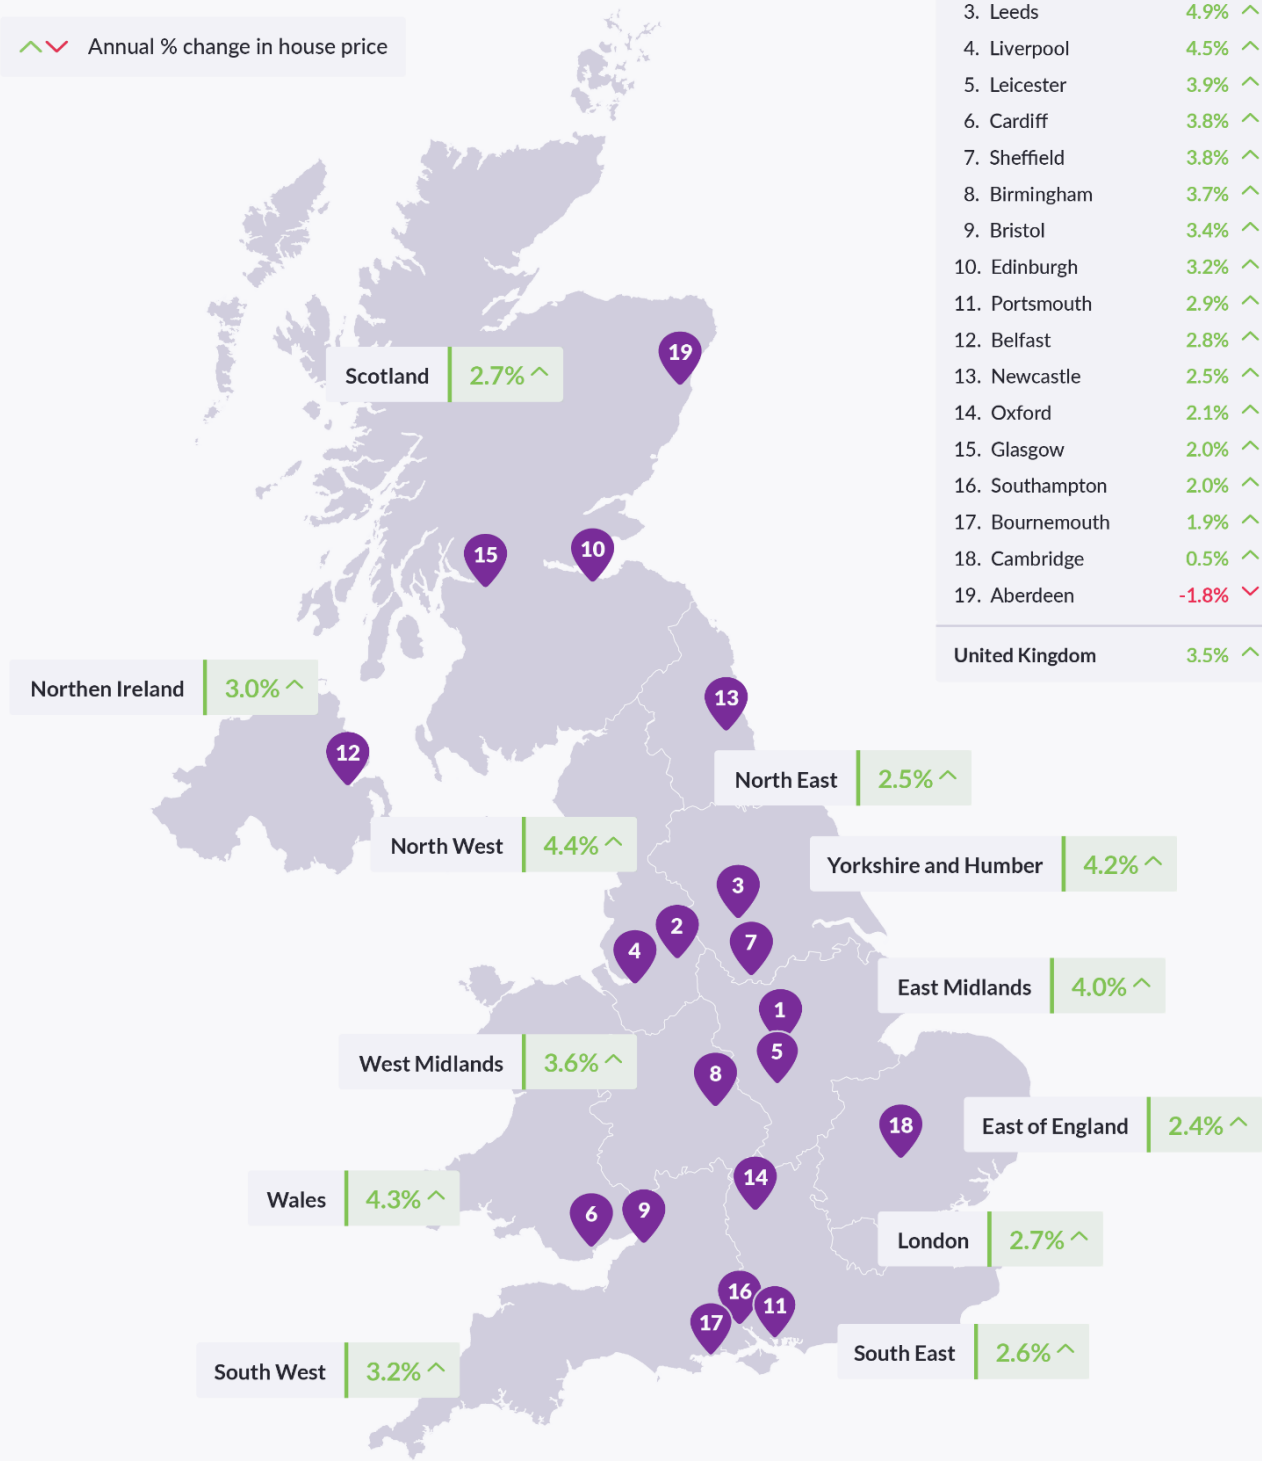 Annual % change in house price
3. Leeds 4.9%
4. Liverpool 4.5%
5. Leicester 3.9%
6. Cardiff 3.8%
7. Sheffield 3.8%
8. Birmingham 3.7%
9. Bristol 3.4%
10. Edinburgh 3.2%
11. Portsmouth 2.9%
12. Belfast 2.8%
13. Newcastle 2.5%
14. Oxford 2.1%
15. Glasgow 2.0%
16. Southampton 2.0%
17. Bournemouth 1.9%
18. Cambridge 0.5%
19. Aberdeen -1.8%
United Kingdom 3.5%
19
Scotland 2.7%
15
10
Northen Ireland 3.0%
13
12
North East 2.5%
North West 4.4%
Yorkshire and Humber 4.2%
3
2
7
4
East Midlands 4.0%
1
5
West Midlands 3.6%
8
18
East of England 2.4%
14
Wales 4.3%
6
9
London 2.7%
16
11
17
South East 2.6%
South West 3.2%